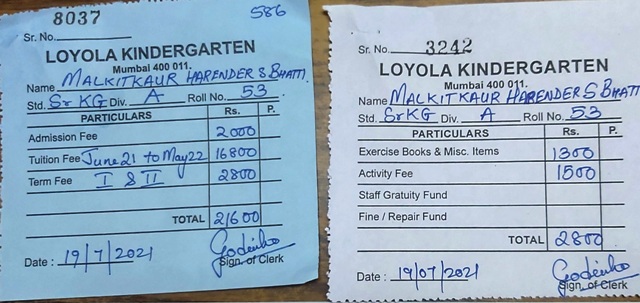 8037
586
Sr. No.
LOYOLA KINDERGARTEN
Mumbai 400 011.
Name MALKITKAUR HARENDER S BHATTI.
Std. Sr KG Div. A Roll No. 53
PARTICULARS Rs. P.
Admission Fee 2000
Tuition Fee June 21 to May 22 16800
Term Fee I & II 2800
TOTAL 21600
Date : 19/7/2021
Godinho
Sign. of Clerk
Sr. No. 3242
LOYOLA KINDERGARTEN
Mumbai 400 011.
Name MALKITKAUR HARENDER S BHATTI
Std. Sr KG Div. A Roll No. 53
PARTICULARS Rs. P.
Exercise Books & Misc. Items 1300
Activity Fee 1500
Staff Gratuity Fund
Fine / Repair Fund
TOTAL 2800
Date : 19/07/2021
Godinho
Sign. of Clerk